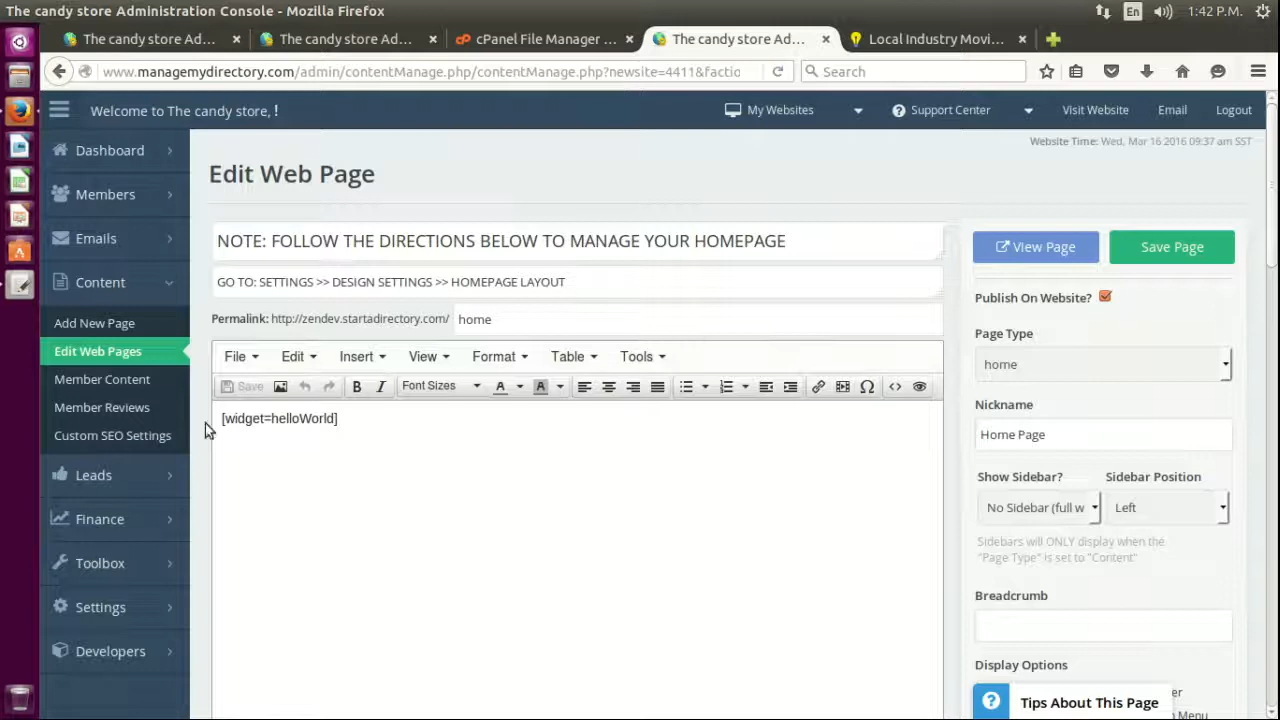 The candy store Administration Console - Mozilla Firefox
En
1:42 P.M.
The candy store Ad... ×
The candy store Ad... ×
cPanel File Manager ... ×
The candy store Ad... ×
Local Industry Movi... ×
www.managemydirectory.com/admin/contentManage.php/contentManage.php?newsite=4411&factio
Search
Welcome to The candy store, !
My Websites
Support Center
Visit Website
Email
Logout
Website Time: Wed, Mar 16 2016 09:37 am SST
Dashboard
Members
Emails
Content
Add New Page
Edit Web Pages
Member Content
Member Reviews
Custom SEO Settings
Leads
Finance
Toolbox
Settings
Developers
Edit Web Page
NOTE: FOLLOW THE DIRECTIONS BELOW TO MANAGE YOUR HOMEPAGE
GO TO: SETTINGS >> DESIGN SETTINGS >> HOMEPAGE LAYOUT
Permalink: http://zendev.startadirectory.com/ home
File Edit Insert View Format Table Tools
Save B I Font Sizes A A Ω
[widget=helloWorld]
View Page
Save Page
Publish On Website?
Page Type
home
Nickname
Home Page
Show Sidebar? Sidebar Position
No Sidebar (full w Left
Sidebars will ONLY display when the
"Page Type" is set to "Content"
Breadcrumb
Display Options
? Tips About This Page